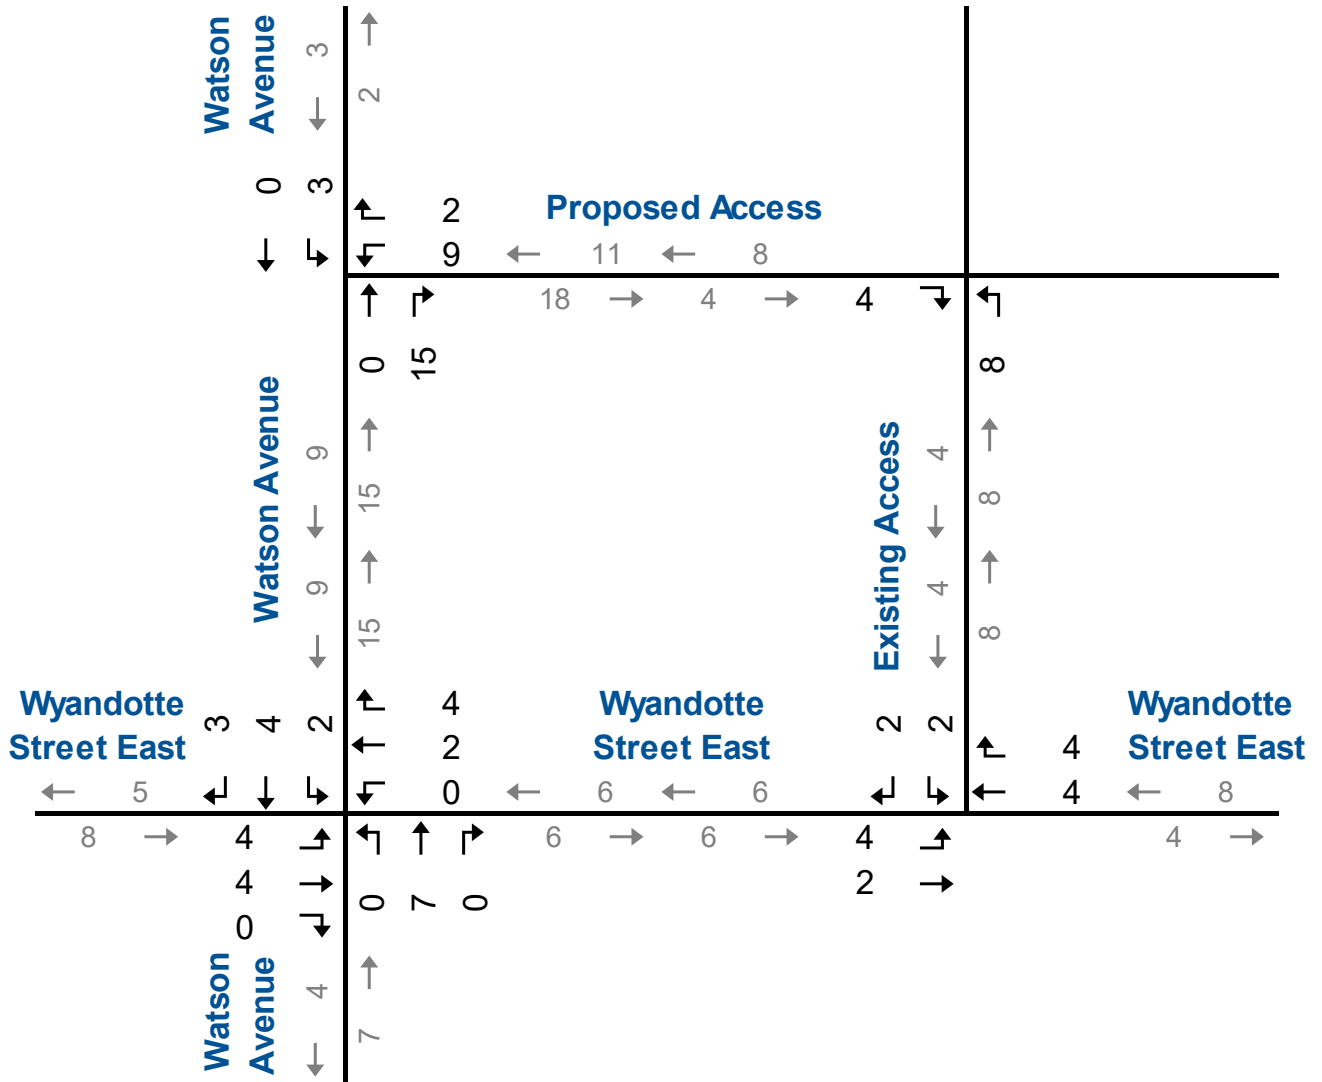 Watson
Avenue
3
2
0 3
2
Proposed Access
9
11 8
18 4 4
0 15
8
Watson Avenue
9
15
9
15
Existing Access
4
8
4
8
Wyandotte
Street East
3 4 2
4
2
0
Wyandotte
Street East
2 2
4
4
Wyandotte
Street East
5
6 6
8
8
4
4
0
6 6
4
2
4
0 7 0
Watson
Avenue
4
7